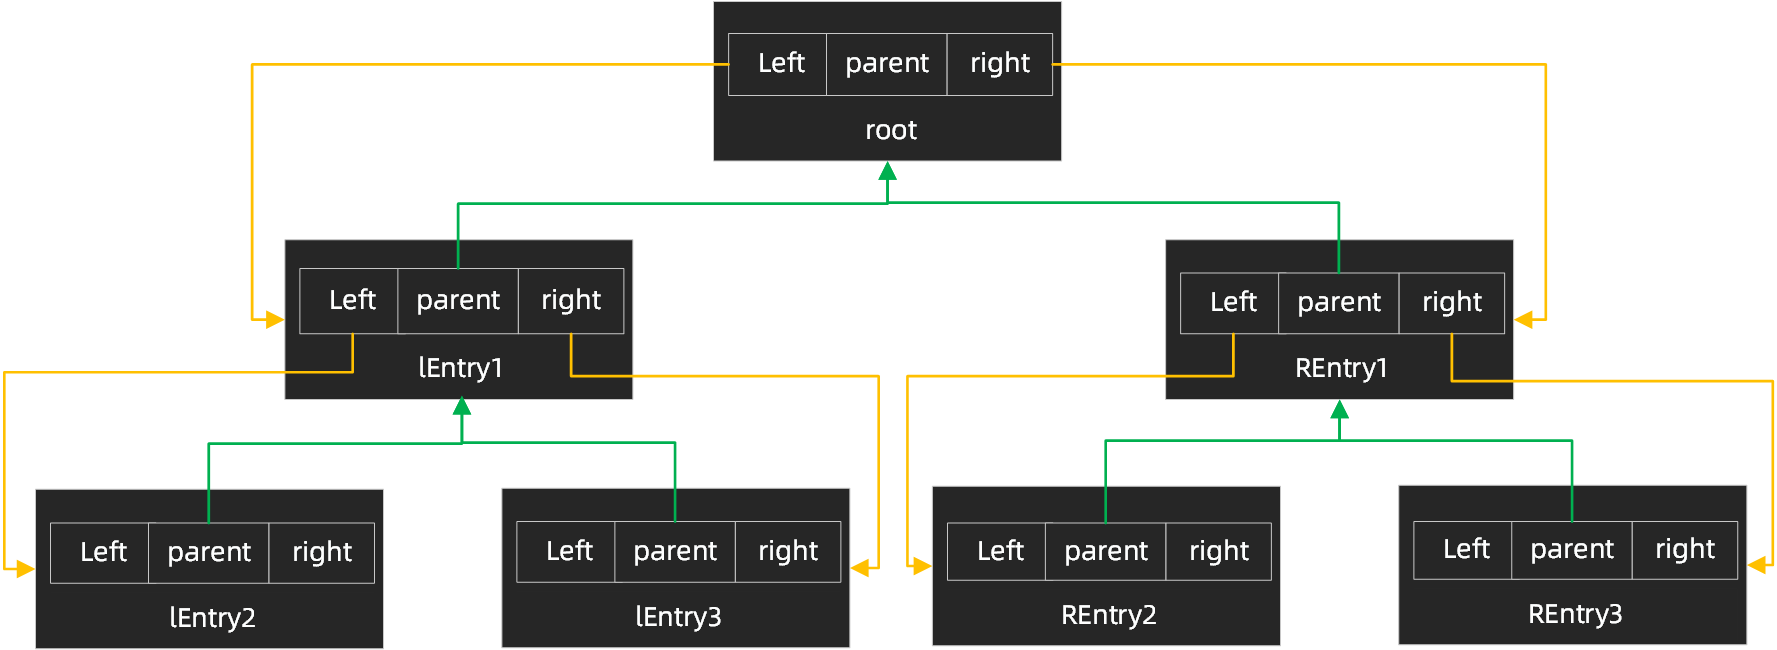 Left parent right
root
Left parent right
lEntry1
Left parent right
REntry1
Left parent right
lEntry2
Left parent right
lEntry3
Left parent right
REntry2
Left parent right
REntry3